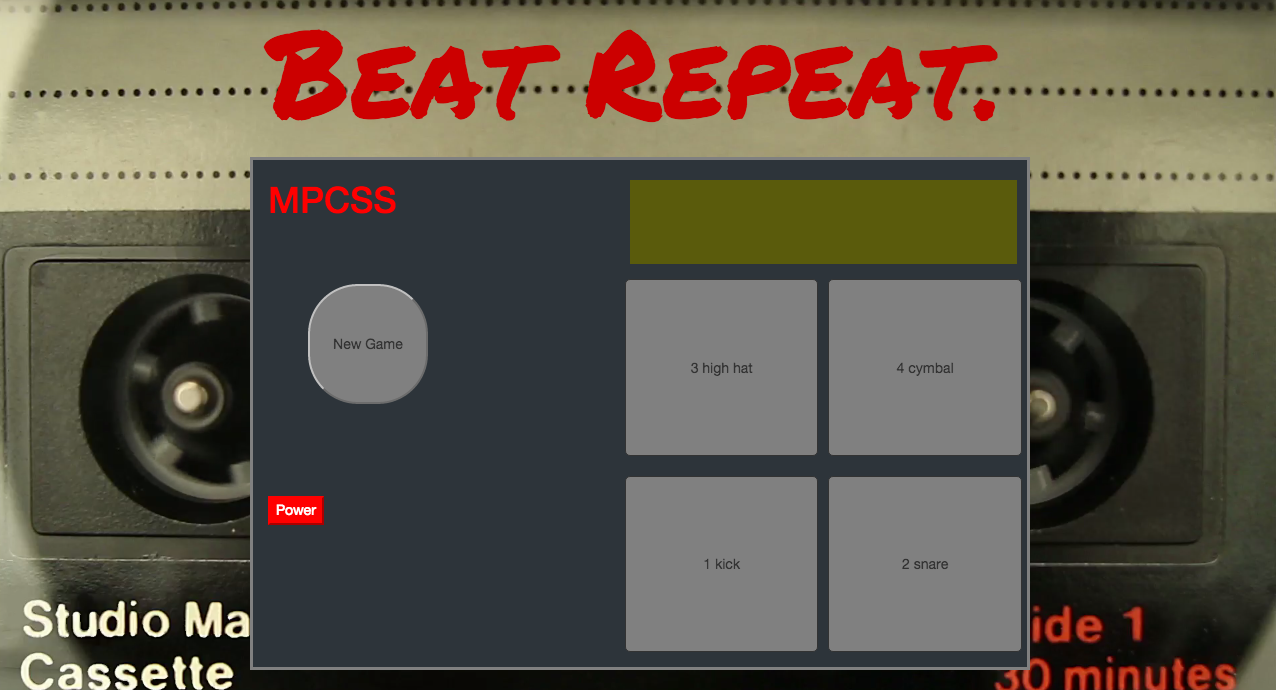 Beat Repeat.
MPCSS
New Game
3 high hat
4 cymbal
Power
1 kick
2 snare
Studio Ma
Cassette
ide 1
30 minutes